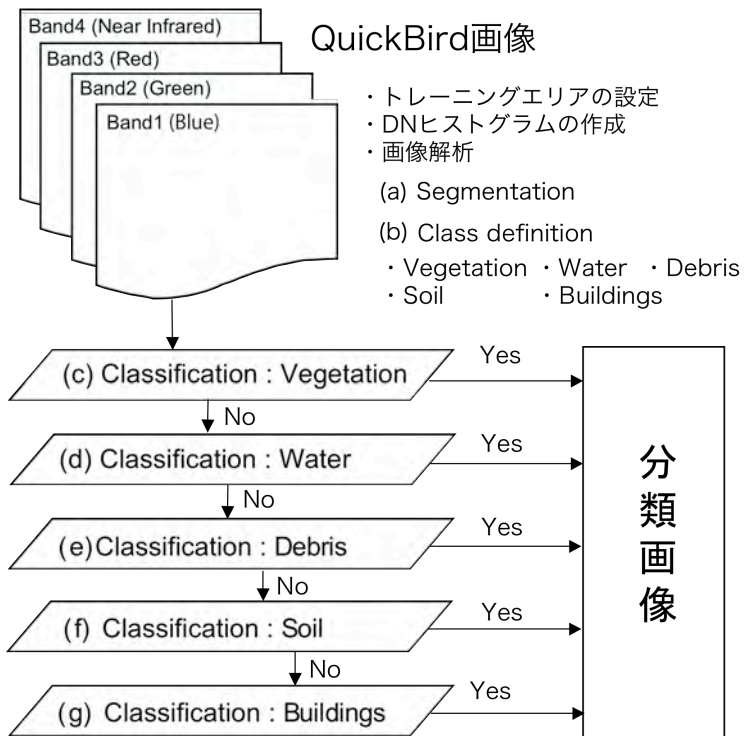 Band4 (Near Infrared)
Band3 (Red)
Band2 (Green)
Band1 (Blue)
QuickBird画像
・トレーニングエリアの設定
・DNヒストグラムの作成
・画像解析
(a) Segmentation
(b) Class definition
・Vegetation ・Water ・Debris
・Soil ・Buildings
(c) Classification : Vegetation
Yes
No
(d) Classification : Water
Yes
No
(e)Classification : Debris
Yes
No
(f) Classification : Soil
Yes
No
(g) Classification : Buildings
Yes
分類画像